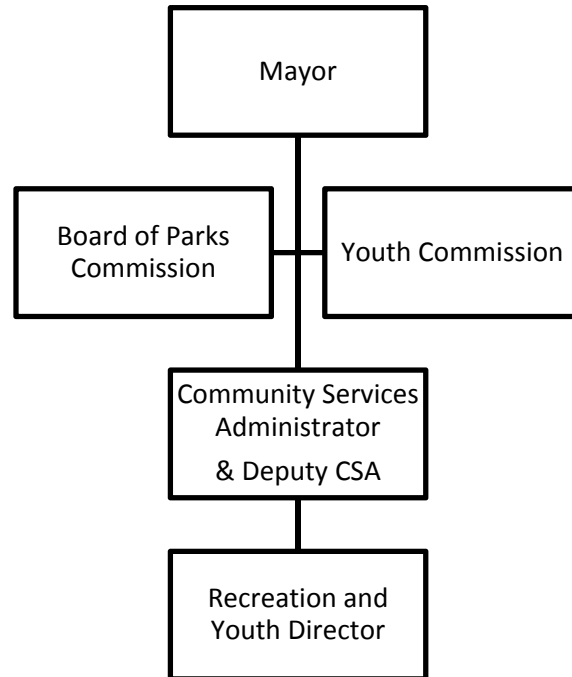 Mayor
Board of Parks
Commission
Youth Commission
Community Services
Administrator
& Deputy CSA
Recreation and
Youth Director